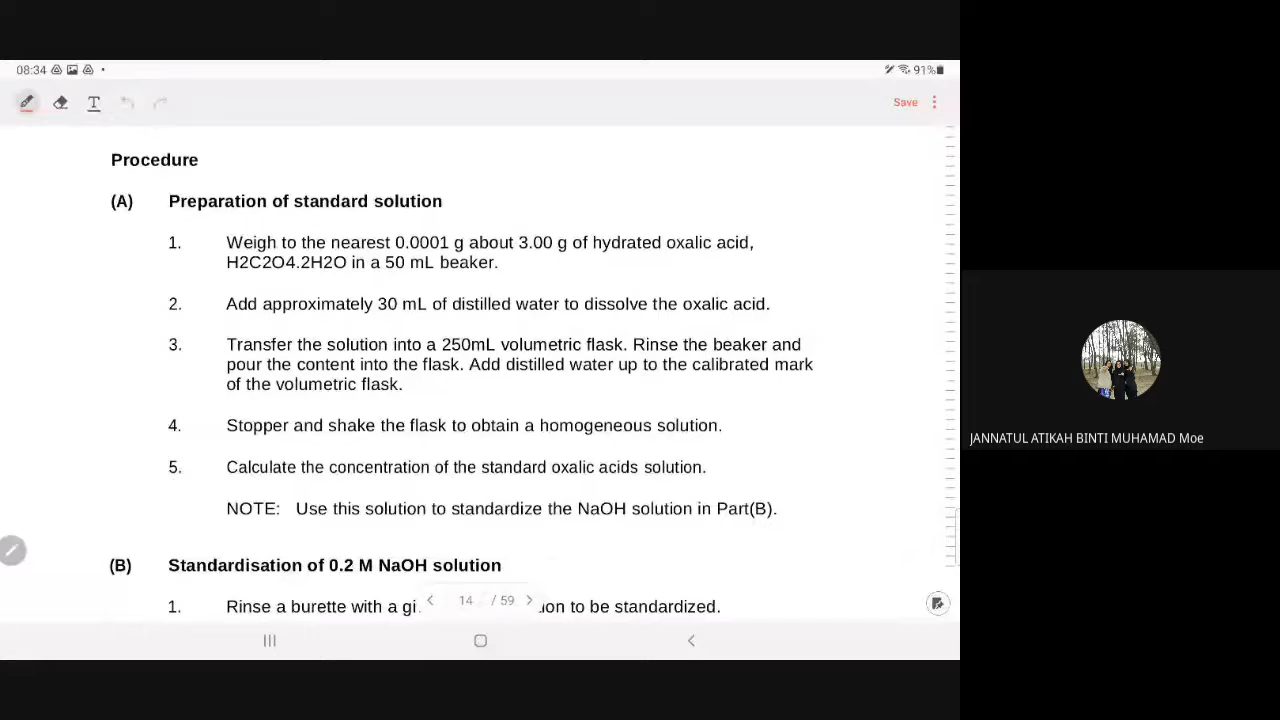 08:34
91%
T
Save
Procedure
(A) Preparation of standard solution
1. Weigh to the nearest 0.0001 g about 3.00 g of hydrated oxalic acid,
H2C2O4.2H2O in a 50 mL beaker.
2. Add approximately 30 mL of distilled water to dissolve the oxalic acid.
3. Transfer the solution into a 250mL volumetric flask. Rinse the beaker and
pour the content into the flask. Add distilled water up to the calibrated mark
of the volumetric flask.
4. Stopper and shake the flask to obtain a homogeneous solution.
5. Calculate the concentration of the standard oxalic acids solution.
NOTE: Use this solution to standardize the NaOH solution in Part(B).
(B) Standardisation of 0.2 M NaOH solution
1. Rinse a burette with a to be standardized.
14 / 59
JANNATUL ATIKAH BINTI MUHAMAD Moe